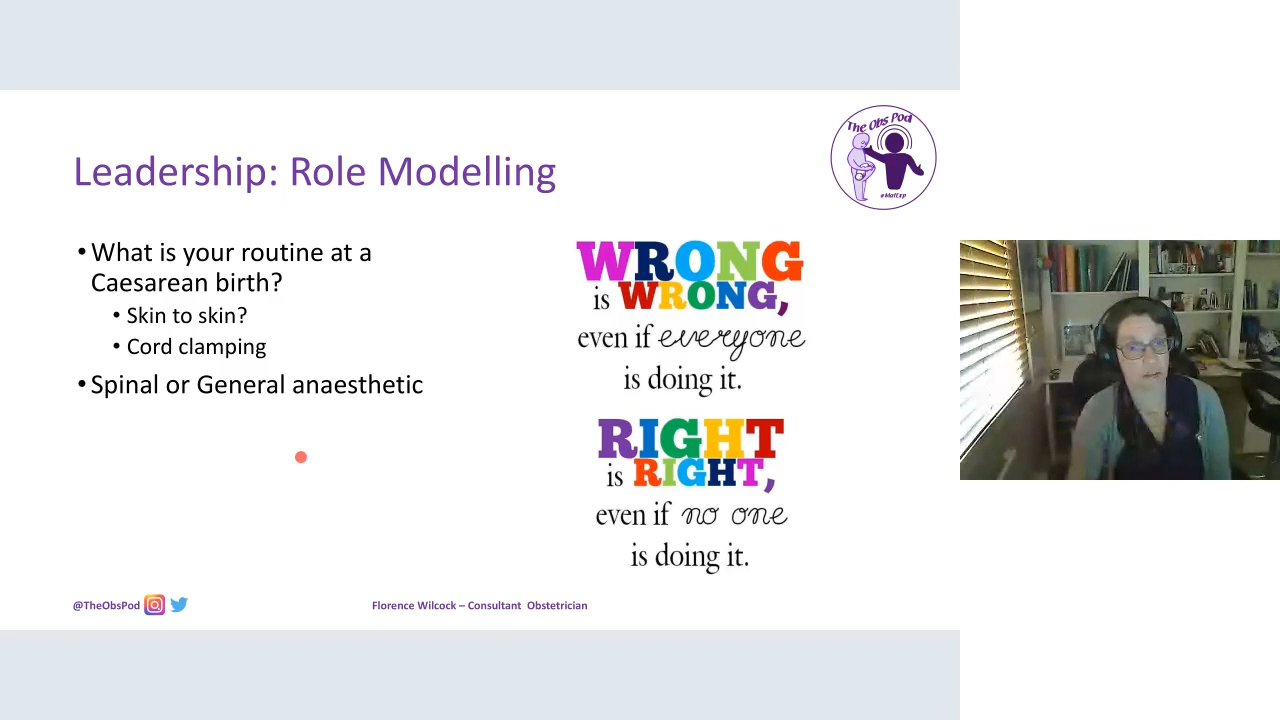 The Obs Pod
#MatExp
Leadership: Role Modelling
•What is your routine at a
Caesarean birth?
• Skin to skin?
• Cord clamping
•Spinal or General anaesthetic
WRONG
is WRONG,
even if everyone
is doing it.
RIGHT
is RIGHT,
even if no one
is doing it.
@TheObsPod
Florence Wilcock – Consultant Obstetrician